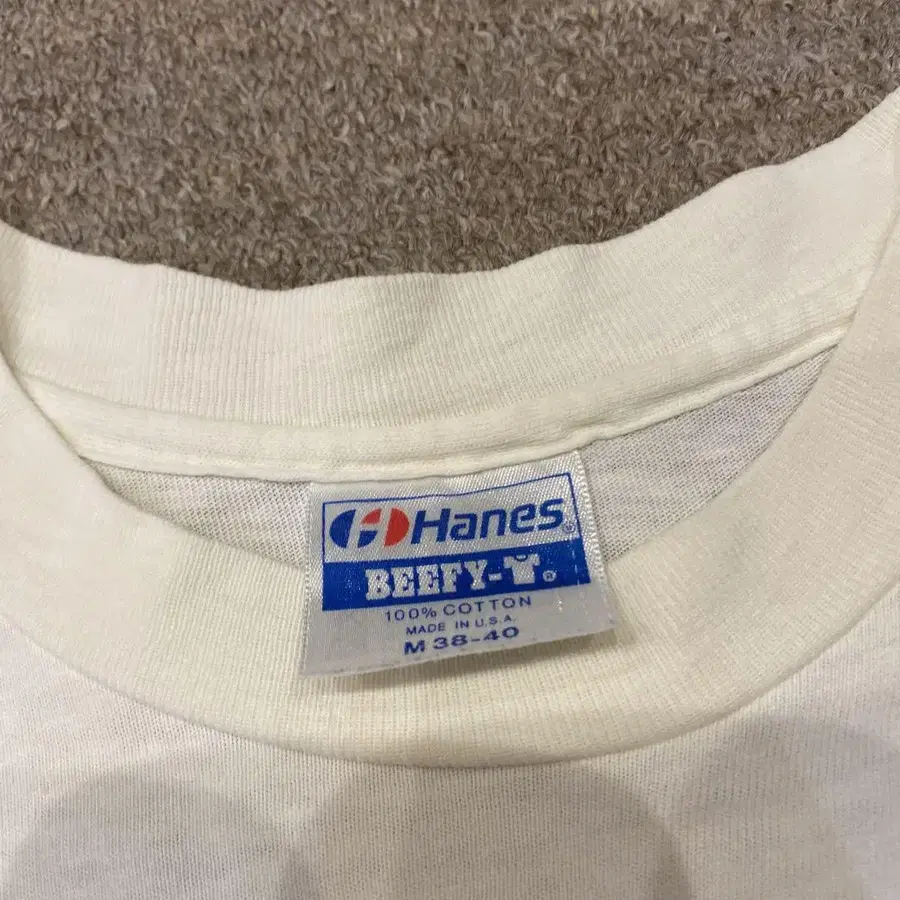 Hanes®
BEEFY-T®
100% COTTON
MADE IN U.S.A.
M 38-40